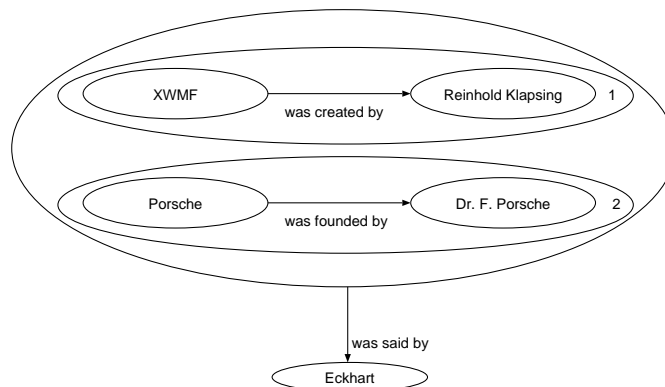 XWMF
was created by
Reinhold Klapsing
1
Porsche
was founded by
Dr. F. Porsche
2
was said by
Eckhart